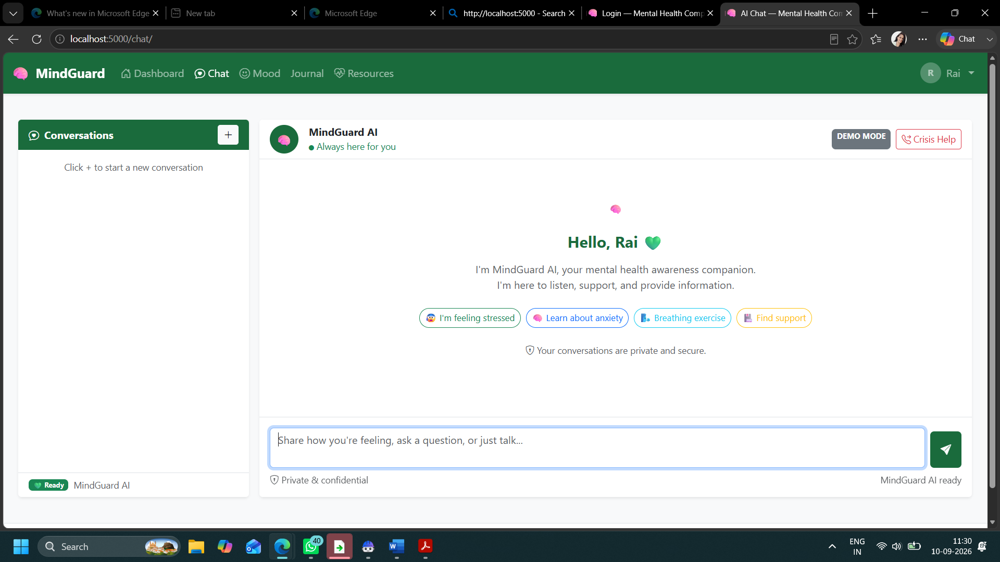 What's new in Microsoft Edge
New tab
Microsoft Edge
http://localhost:5000 - Search
Login — Mental Health Comp
AI Chat — Mental Health Con
localhost:5000/chat/
Chat
MindGuard
Dashboard
Chat
Mood
Journal
Resources
R
Rai
Conversations
+
Click + to start a new conversation
Ready
MindGuard AI
MindGuard AI
Always here for you
DEMO MODE
Crisis Help
Hello, Rai
I'm MindGuard AI, your mental health awareness companion.
I'm here to listen, support, and provide information.
I'm feeling stressed
Learn about anxiety
Breathing exercise
Find support
Your conversations are private and secure.
Share how you're feeling, ask a question, or just talk...
Private & confidential
MindGuard AI ready
Search
40
ENG
IN
11:30
10-09-2026